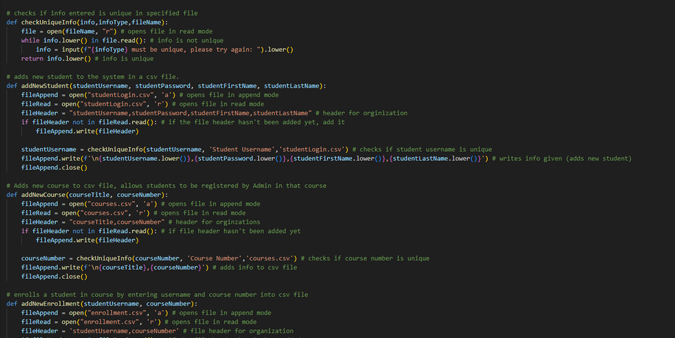 # checks if info entered is unique in specified file
def checkUniqueInfo(info,infoType,fileName):
    file = open(fileName, "r") # opens file in read mode
    while info.lower() in file.read(): # info is not unique
        info = input(f"{infoType} must be unique, please try again: ").lower()
    return info.lower() # info is unique

# adds new student to the system in a csv file.
def addNewStudent(studentUsername, studentPassword, studentFirstName, studentLastName):
    fileAppend = open("studentLogin.csv", 'a') # opens file in append mode
    fileRead = open("studentLogin.csv", 'r') # opens file in read mode
    fileHeader = "studentUsername,studentPassword,studentFirstName,studentLastName" # header for orginization
    if fileHeader not in fileRead.read(): # if the file header hasn't been added yet, add it
        fileAppend.write(fileHeader)

    studentUsername = checkUniqueInfo(studentUsername, 'Student Username','studentLogin.csv') # checks if student username is unique
    fileAppend.write(f'\n{studentUsername.lower()},{studentPassword.lower()},{studentFirstName.lower()},{studentLastName.lower()}') # writes info given (adds new student)
    fileAppend.close()

# Adds new course to csv file, allows students to be registered by Admin in that course
def addNewCourse(courseTitle, courseNumber):
    fileAppend = open("courses.csv", 'a') # opens file in append mode
    fileRead = open("courses.csv", 'r') # opens file in read mode
    fileHeader = "courseTitle,courseNumber" # header for orginzations
    if fileHeader not in fileRead.read(): # if file header hasn't been added yet
        fileAppend.write(fileHeader)

    courseNumber = checkUniqueInfo(courseNumber, 'Course Number','courses.csv') # checks if course number is unique
    fileAppend.write(f'\n{courseTitle},{courseNumber}') # adds info to csv file
    fileAppend.close()

# enrolls a student in course by entering username and course number into csv file
def addNewEnrollment(studentUsername, courseNumber):
    fileAppend = open("enrollment.csv", 'a') # opens file in append mode
    fileRead = open("enrollment.csv", 'r') # opens file in read mode
    fileHeader = 'studentUsername,courseNumber' # file header for organization